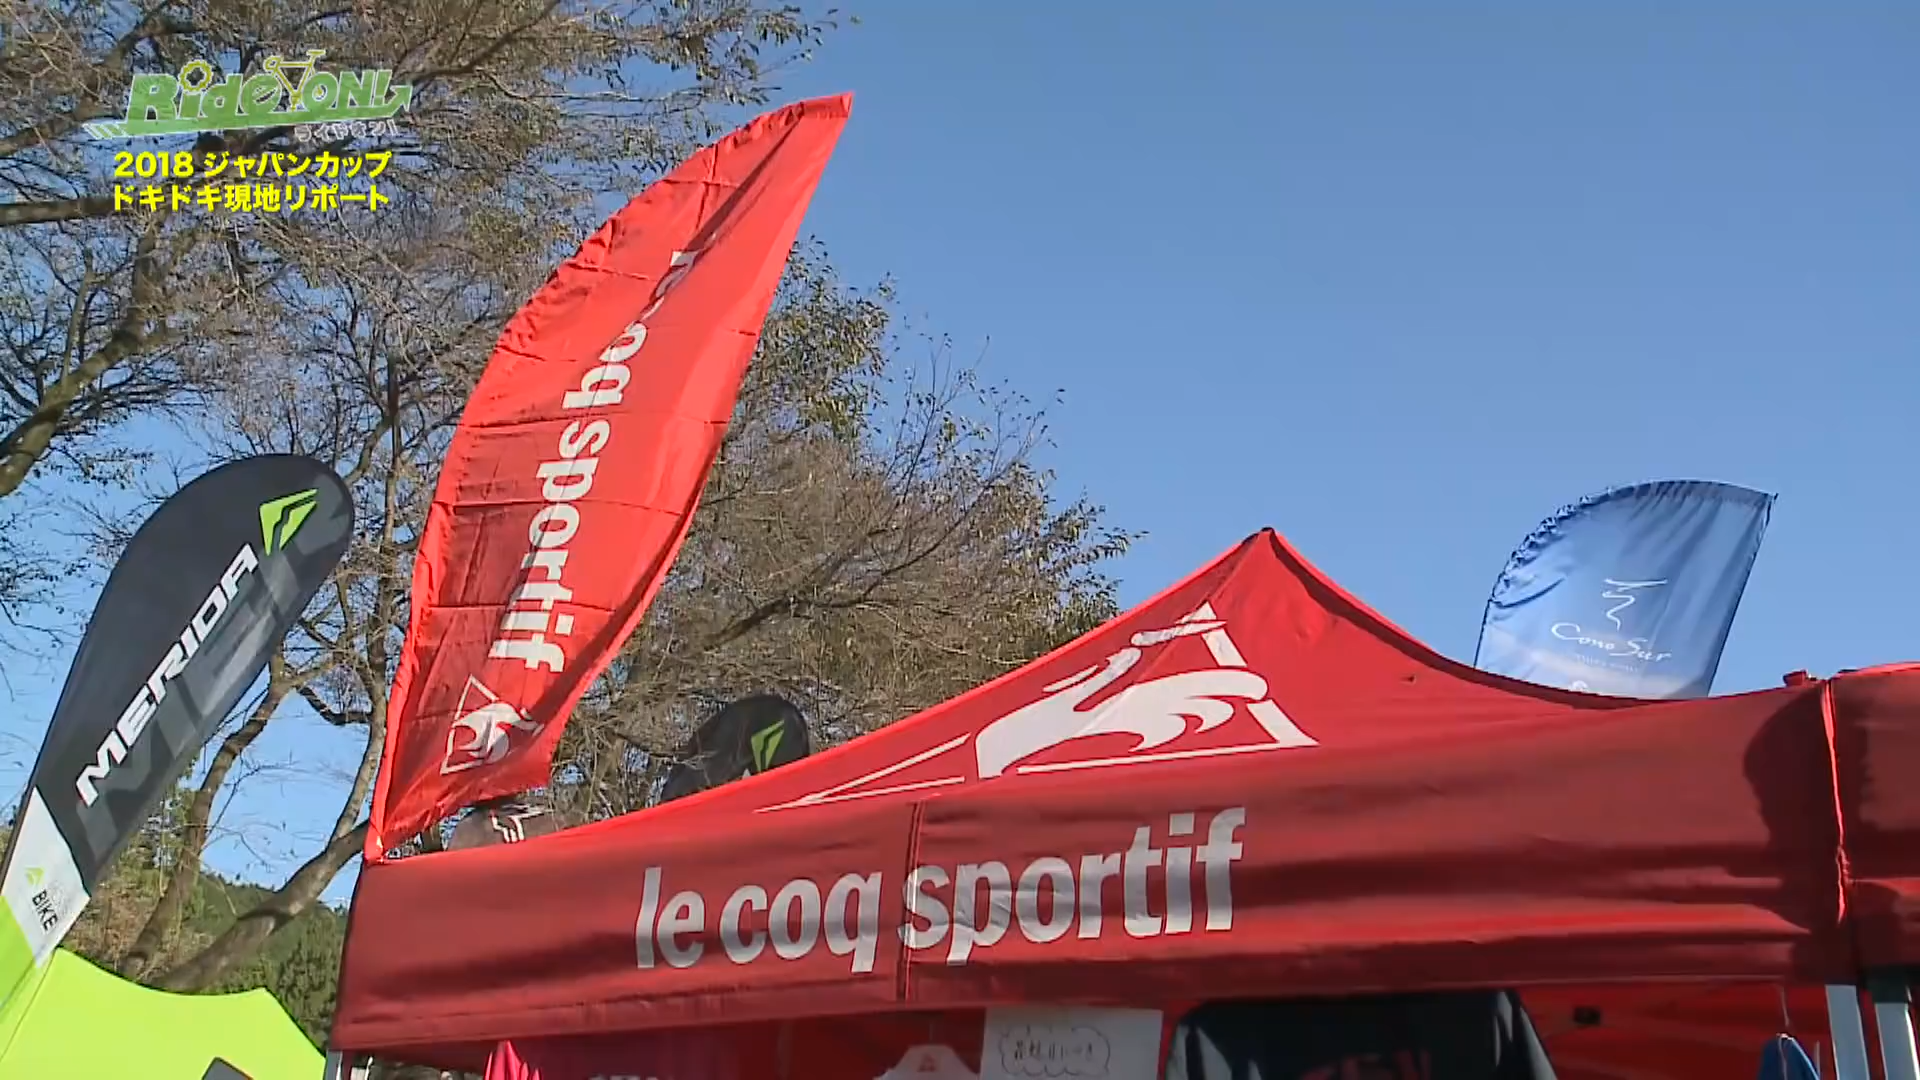 Ride ON!
ライドオン!
2018 ジャパンカップ
ドキドキ現地リポート
le coq sportif
MERIDA
BIKE
Cono Sur
le coq sportif